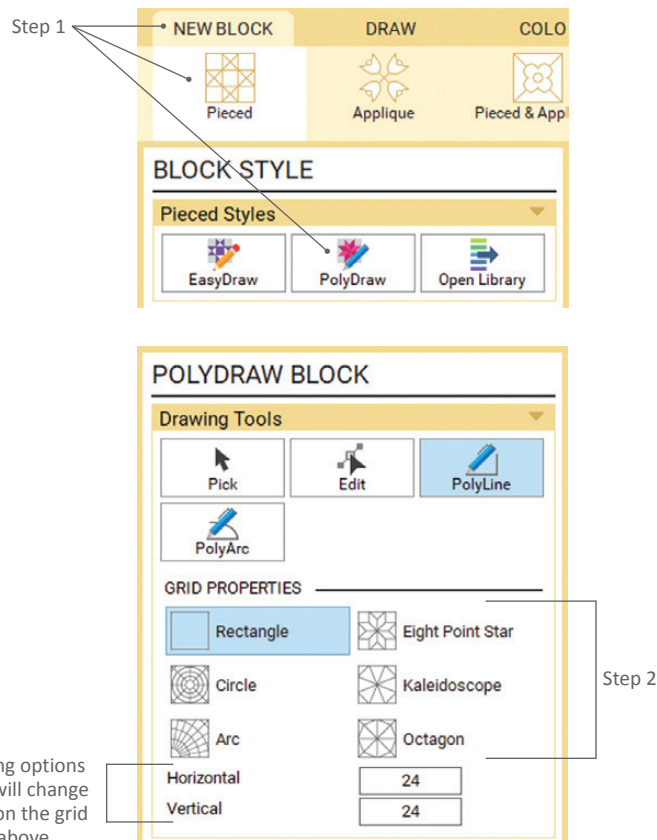 Step 1
NEW BLOCK DRAW COLO
Pieced Applique Pieced & Appl
BLOCK STYLE
Pieced Styles
EasyDraw PolyDraw Open Library
POLYDRAW BLOCK
Drawing Tools
Pick Edit PolyLine
PolyArc
GRID PROPERTIES
Rectangle Eight Point Star
Circle Kaleidoscope
Step 2
Arc Octagon
ng options
will change
on the grid
above
Horizontal 24
Vertical 24